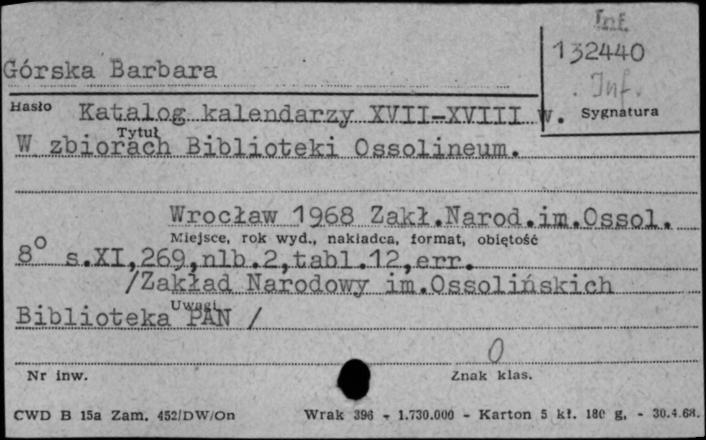 Inf.
132440
Inf.
Sygnatura
Górska Barbara
Hasło
Katalog kalendarzy XVII-XVIII w.
Tytuł
W zbiorach Biblioteki Ossolineum.
Wrocław 1968 Zakł.Narod.im.Ossol.
Miejsce, rok wyd., nakładca, format, objętość
8° s.XI,269,nlb.2,tabl.12,err.
/Zakład Narodowy im.Ossolińskich
Uwagi
Biblioteka PAN /
0
Nr inw.
Znak klas.
CWD B 15a Zam. 452/DW/On Wrak 396 - 1.730.000 - Karton 5 kł. 180 g. - 30.4.68.